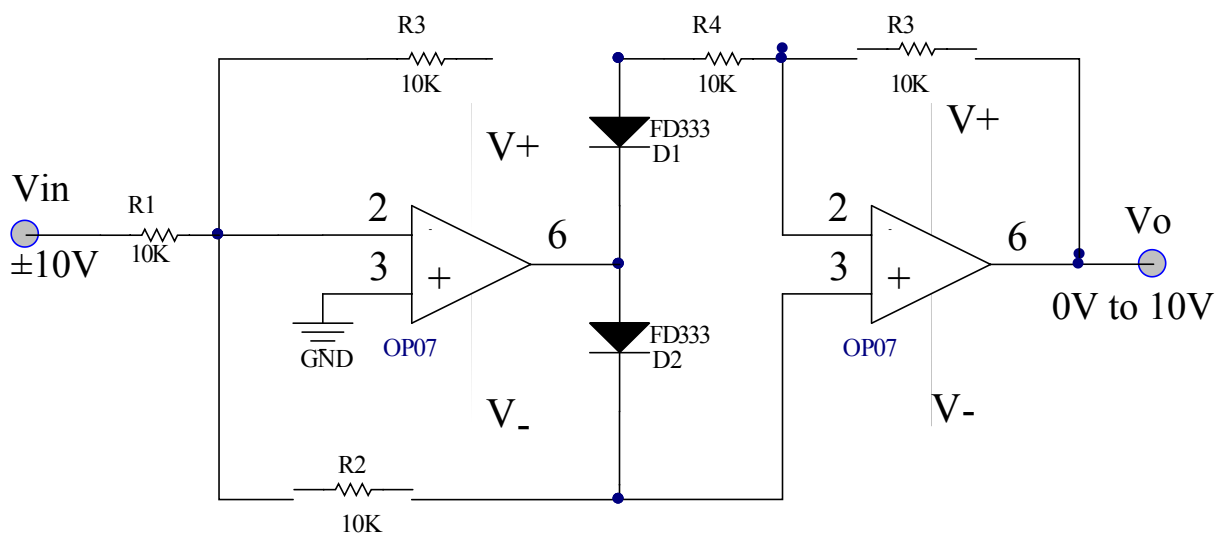 R3
10K
R4
10K
R3
10K
V+
V+
FD333
D1
Vin
±10V
R1
10K
2
3
-
+
6
2
3
-
+
6
Vo
0V to 10V
GND
OP07
FD333
D2
OP07
V-
V-
R2
10K